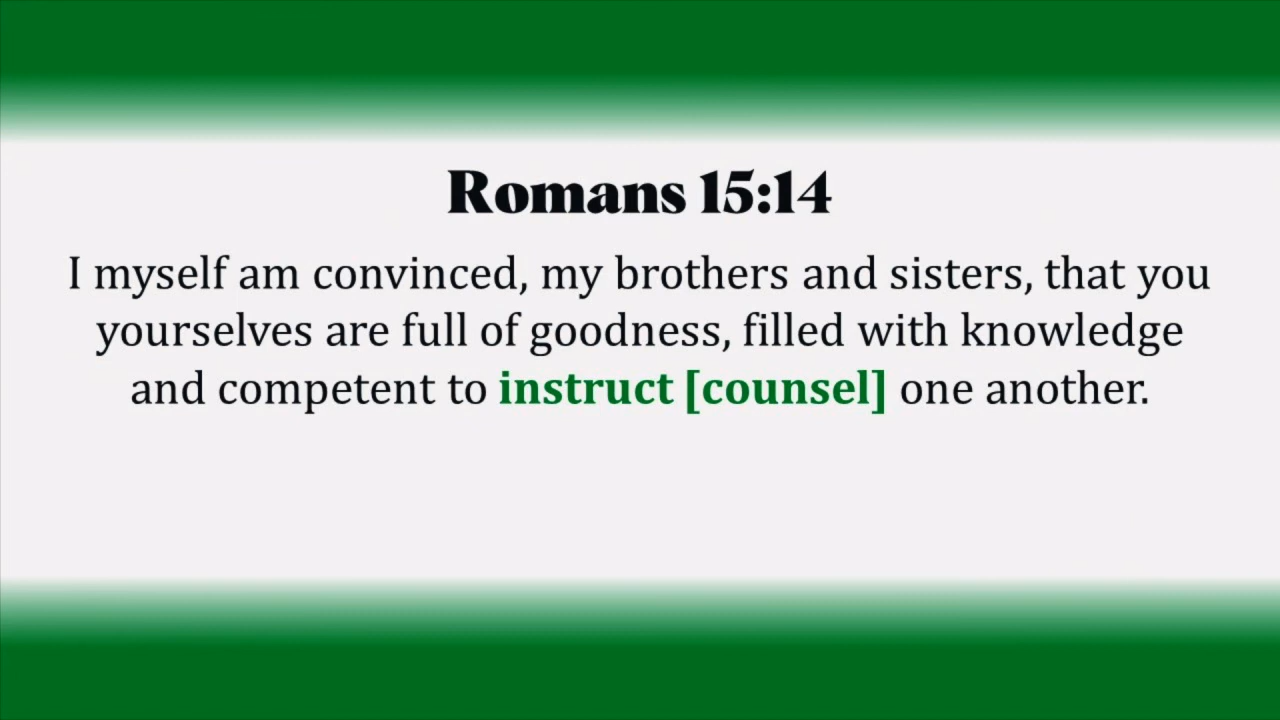 Romans 15:14
I myself am convinced, my brothers and sisters, that you
yourselves are full of goodness, filled with knowledge
and competent to instruct [counsel] one another.